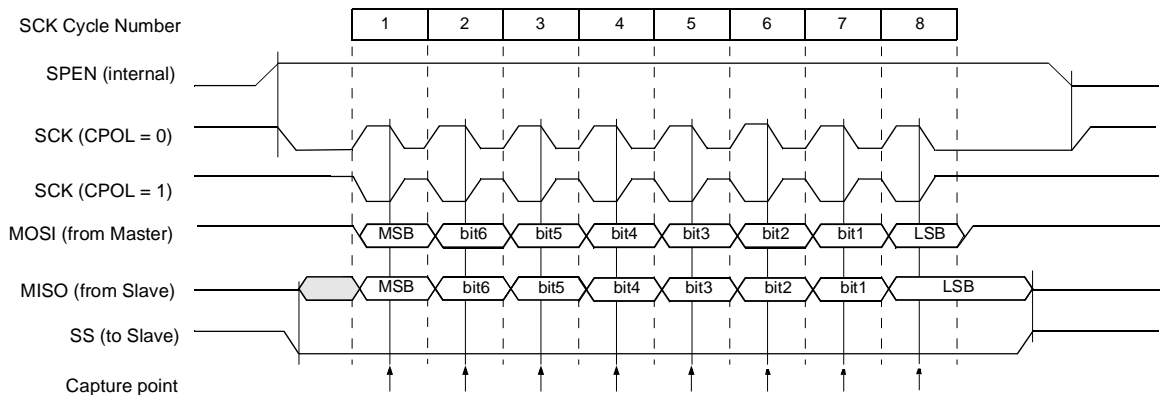 SCK Cycle Number 1 2 3 4 5 6 7 8
SPEN (internal)
SCK (CPOL = 0)
SCK (CPOL = 1)
MOSI (from Master) MSB bit6 bit5 bit4 bit3 bit2 bit1 LSB
MISO (from Slave) MSB bit6 bit5 bit4 bit3 bit2 bit1 LSB
SS (to Slave)
Capture point